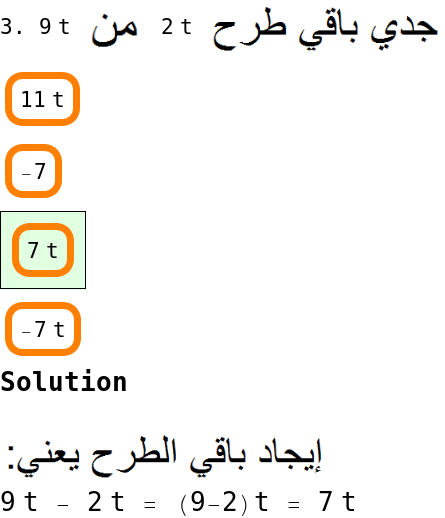 3. جدي باقي طرح 2 t من 9 t
11 t
−7
7 t
−7 t
Solution
إيجاد باقي الطرح يعني:
9 t − 2 t = (9−2) t = 7 t